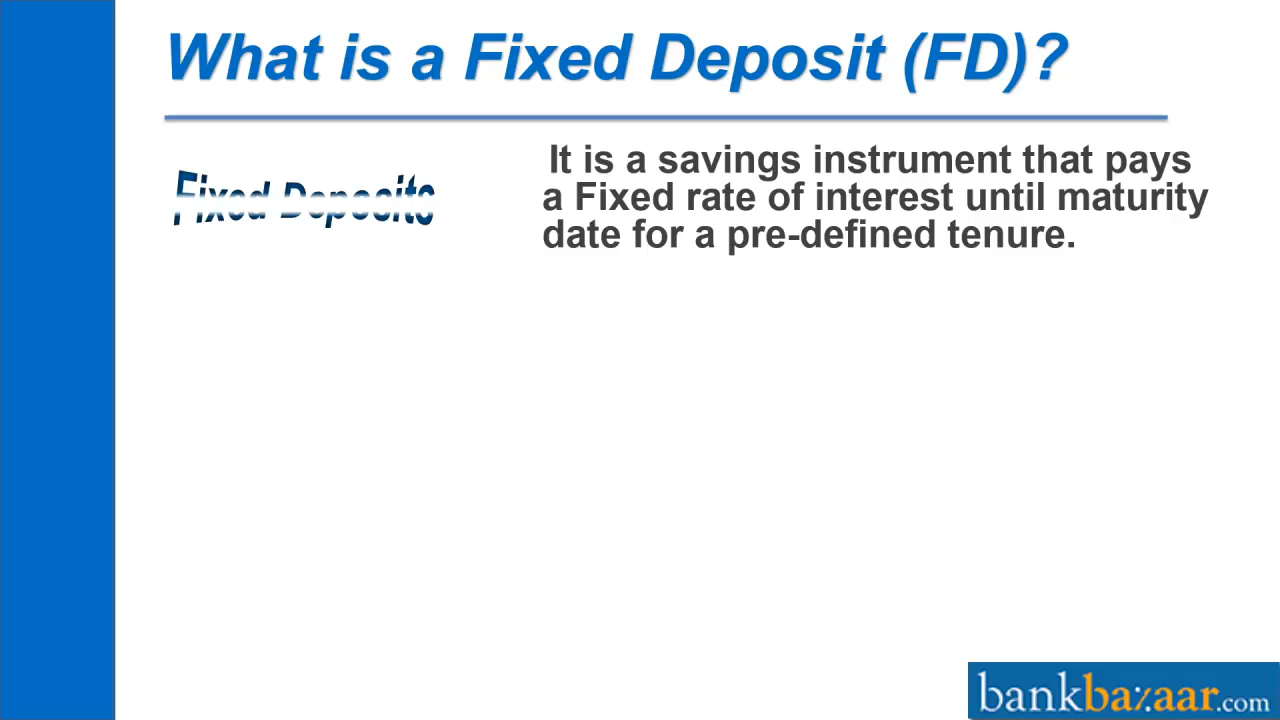 What is a Fixed Deposit (FD)?
Fixed Deposits
It is a savings instrument that pays
a Fixed rate of interest until maturity
date for a pre-defined tenure.
bankbazaar.com